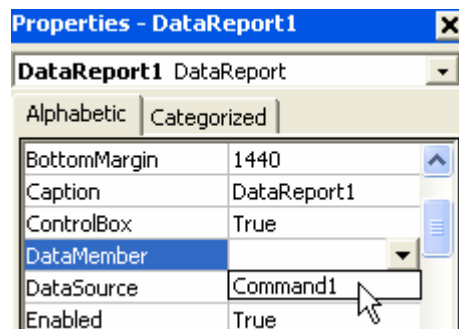 Properties - DataReport1
DataReport1 DataReport
Alphabetic Categorized
BottomMargin 1440
Caption DataReport1
ControlBox True
DataMember
DataSource Command1
Enabled True